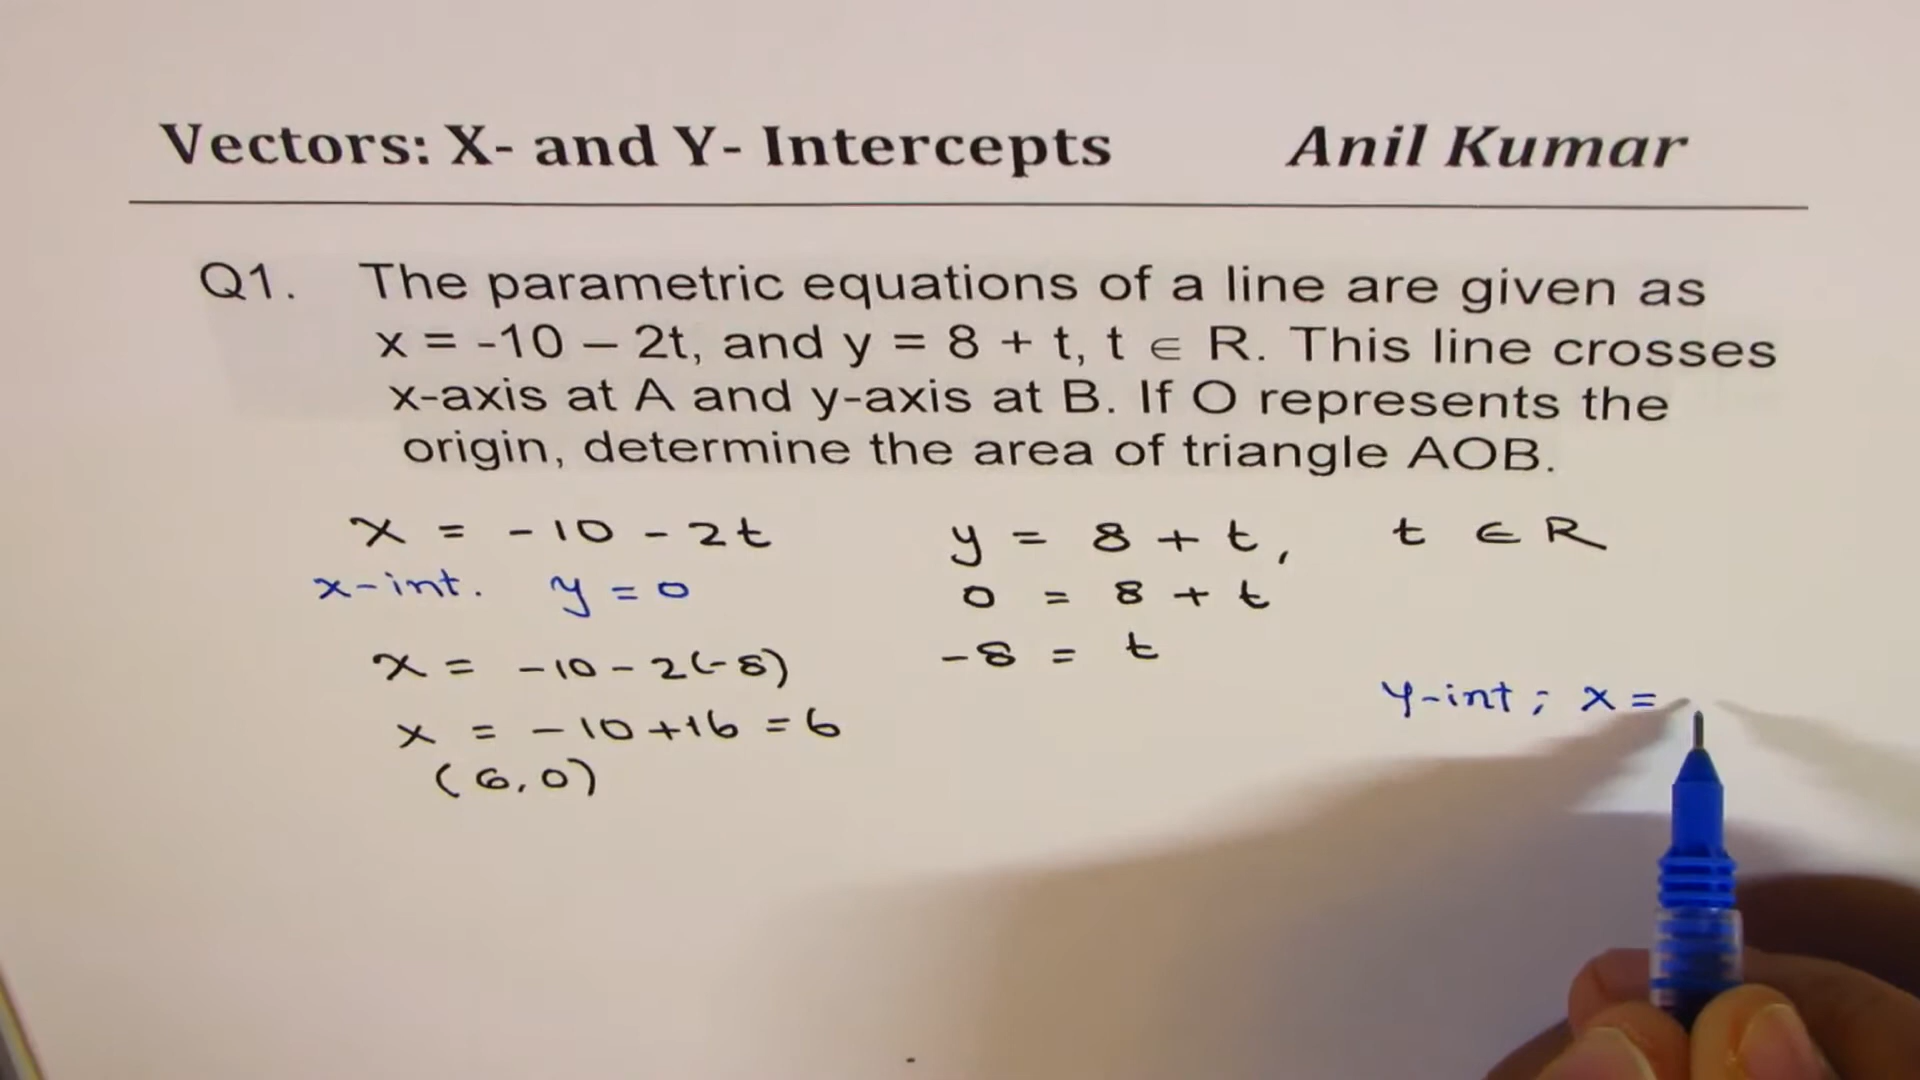 Vectors: X- and Y- Intercepts Anil Kumar
Q1. The parametric equations of a line are given as
x = -10 – 2t, and y = 8 + t, t ∈ R. This line crosses
x-axis at A and y-axis at B. If O represents the
origin, determine the area of triangle AOB.
x = -10 - 2t y = 8 + t, t ∈ R
x-int. y = 0 0 = 8 + t
x = -10 - 2(-8) -8 = t
y-int; x =
x = -10 +16 = 6
(6,0)